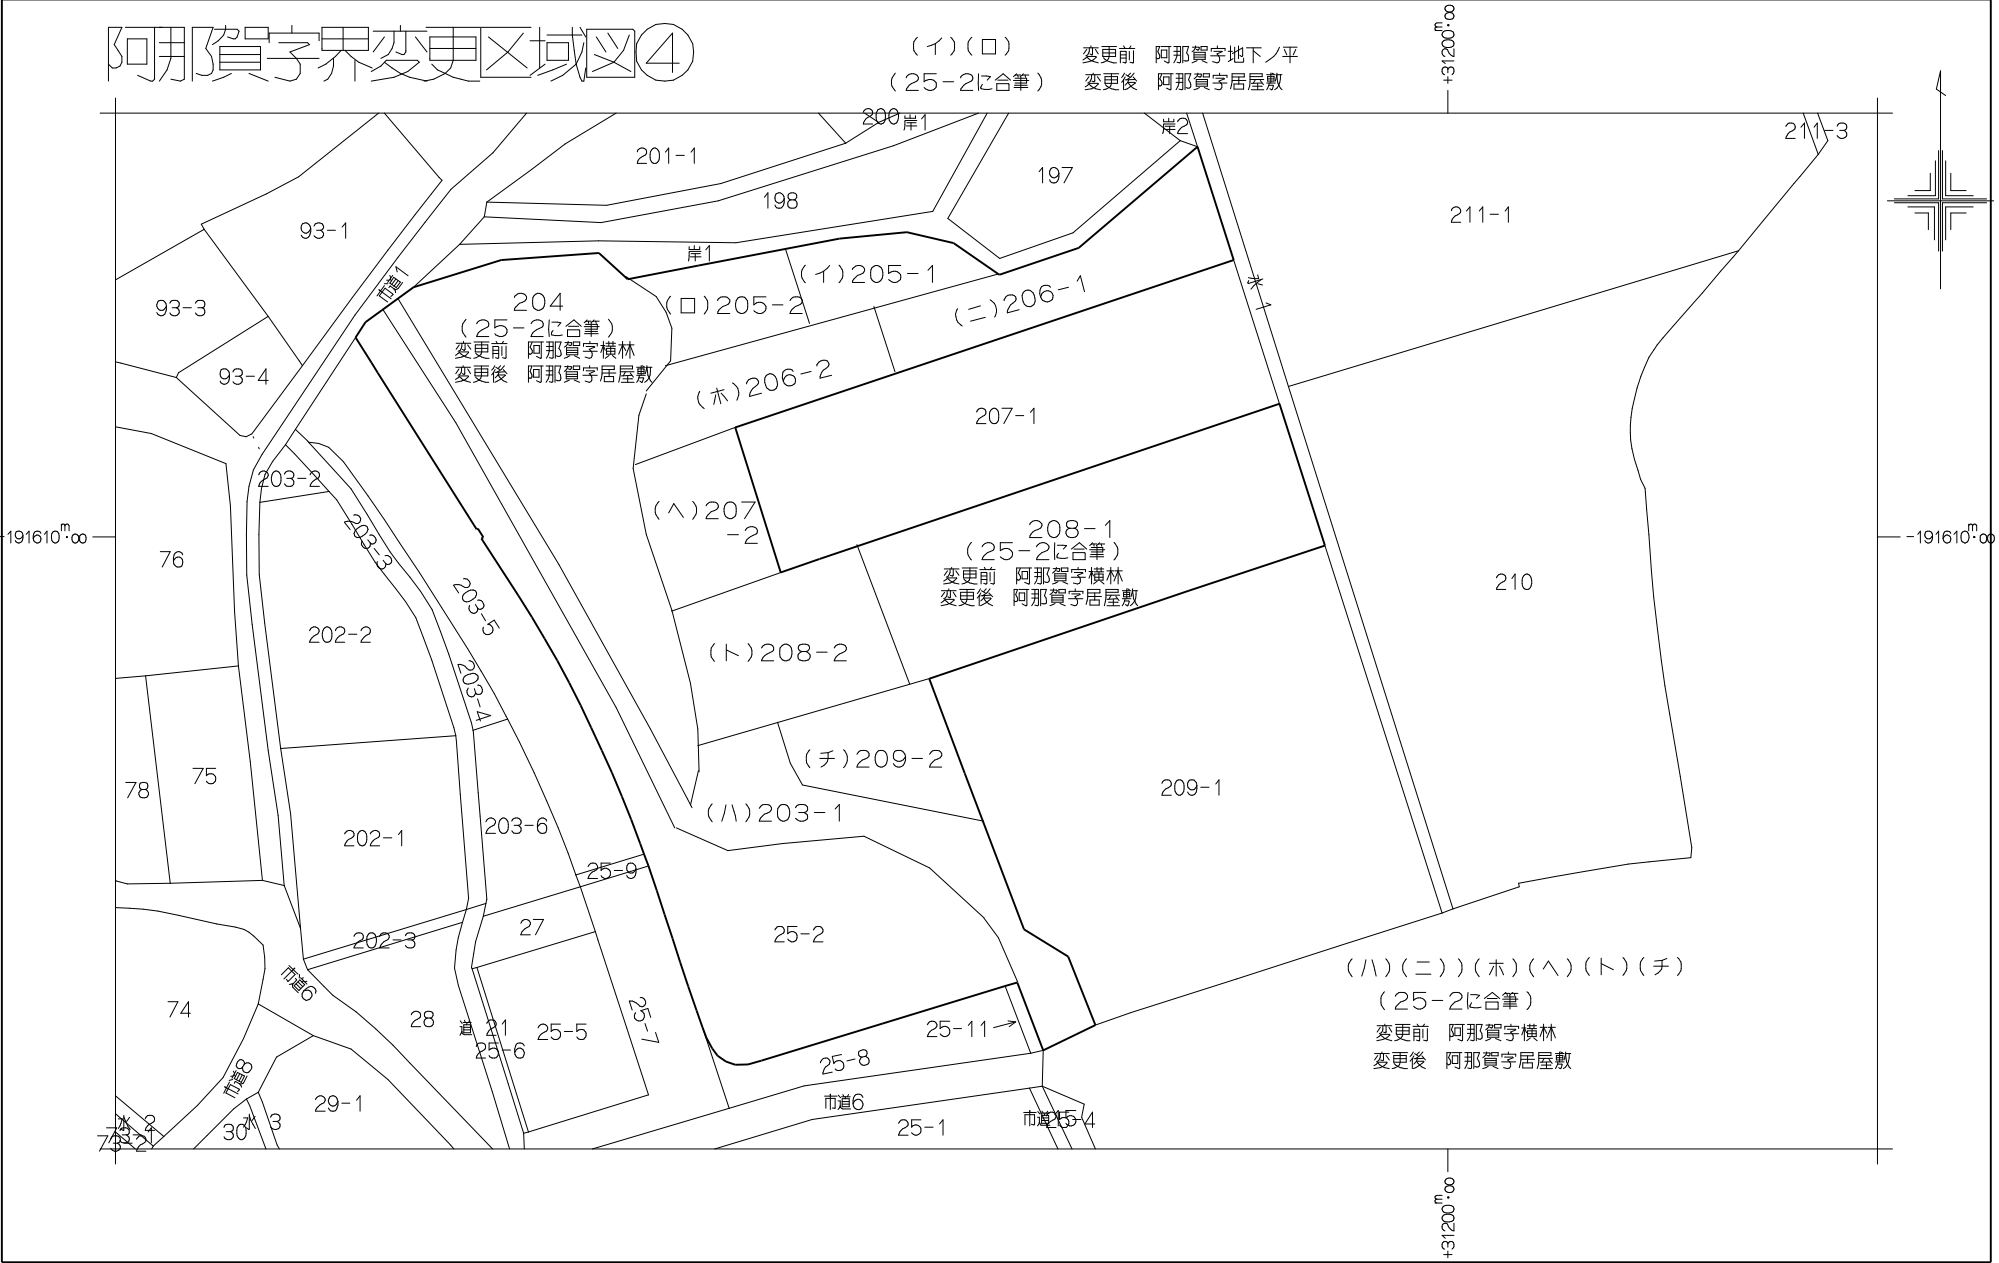 阿那賀字界変更区域図④
(イ)(ロ)
(25-2に合筆)
変更前 阿那賀字地下ノ平
変更後 阿那賀字居屋敷
+31200.00m
200
岸1
岸2
211-3
201-1
197
198
211-1
93-1
岸1
(イ)205-1
市道1
204
(ロ)205-2
(ニ)206-1
水1
93-3
(25-2に合筆)
変更前 阿那賀字横林
変更後 阿那賀字居屋敷
93-4
(ホ)206-2
207-1
203-2
(ヘ)207
-2
203-3
208-1
(25-2に合筆)
変更前 阿那賀字横林
変更後 阿那賀字居屋敷
-191610.00m
-191610.00m
76
210
203-5
202-2
(ト)208-2
203-4
(チ)209-2
78
75
209-1
(ハ)203-1
202-1
203-6
25-9
27
25-2
202-3
(ハ)(ニ))(ホ)(ヘ)(ト)(チ)
(25-2に合筆)
変更前 阿那賀字横林
変更後 阿那賀字居屋敷
市道6
74
28
道 21
25-5
25-7
25-11
25-6
25-8
市道8
29-1
市道6
水 2
水 3
30
25-1
市道15
25-4
73-2
+31200.00m